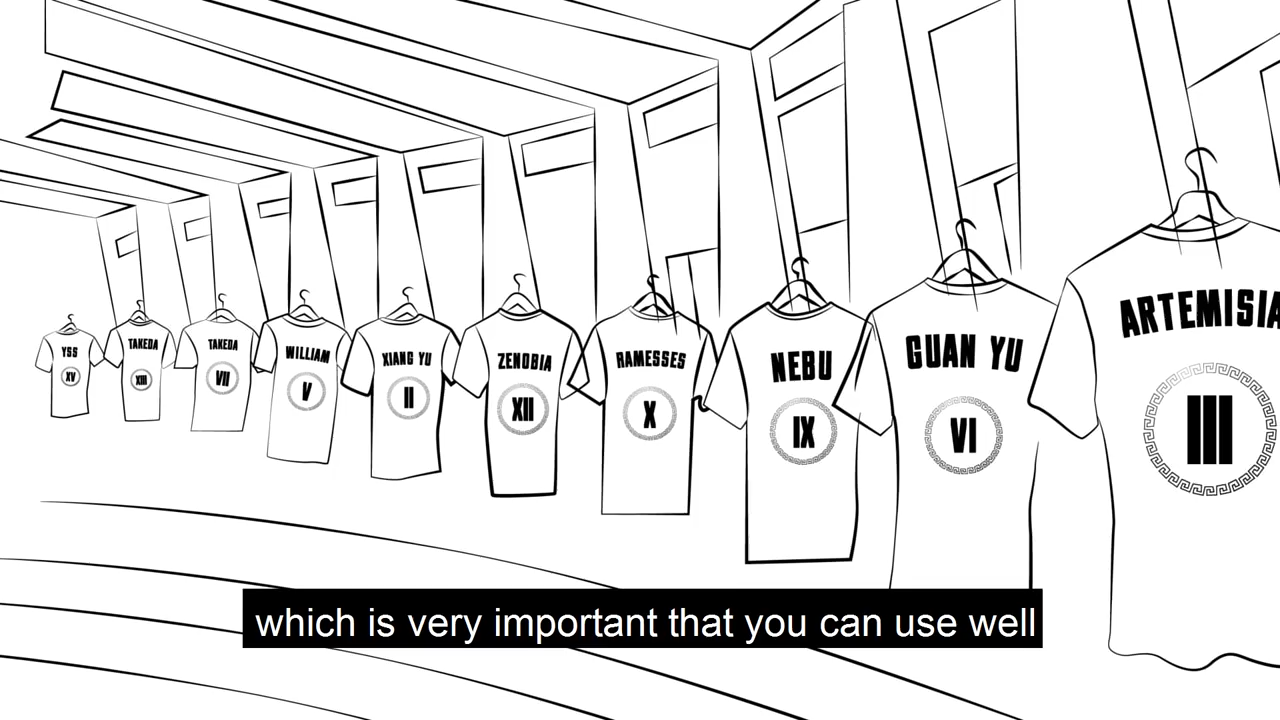 YSS
XV
TAKEDA
XIII
TAKEDA
VII
WILLIAM
V
XIANG YU
II
ZENOBIA
XII
RAMESSES
X
NEBU
IX
GUAN YU
VI
ARTEMISIA
III
which is very important that you can use well